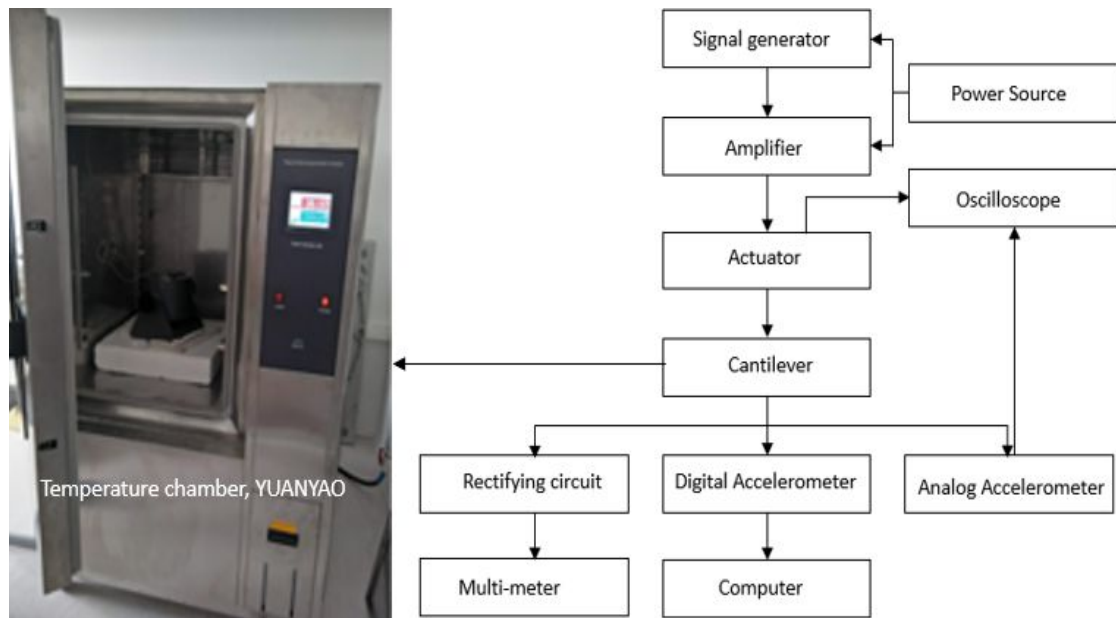 Signal generator
Power Source
Amplifier
Oscilloscope
Actuator
Cantilever
Temperature chamber, YUANYAO
Rectifying circuit
Digital Accelerometer
Analog Accelerometer
Multi-meter
Computer